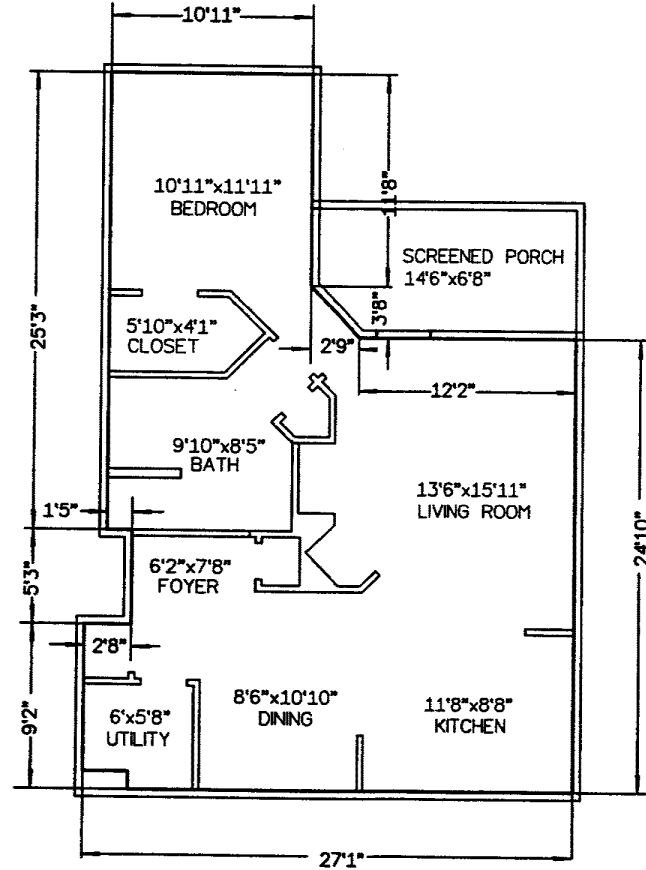 10'11"
10'11"x11'11"
BEDROOM
11'8"
SCREENED PORCH
14'6"x6'8"
25'3"
5'10"x4'1"
CLOSET
3'8"
2'9"
12'2"
9'10"x8'5"
BATH
13'6"x15'11"
LIVING ROOM
1'5"
24'10"
6'2"x7'8"
FOYER
5'3"
2'8"
9'2"
6'x5'8"
UTILITY
8'6"x10'10"
DINING
11'8"x8'8"
KITCHEN
27'1"